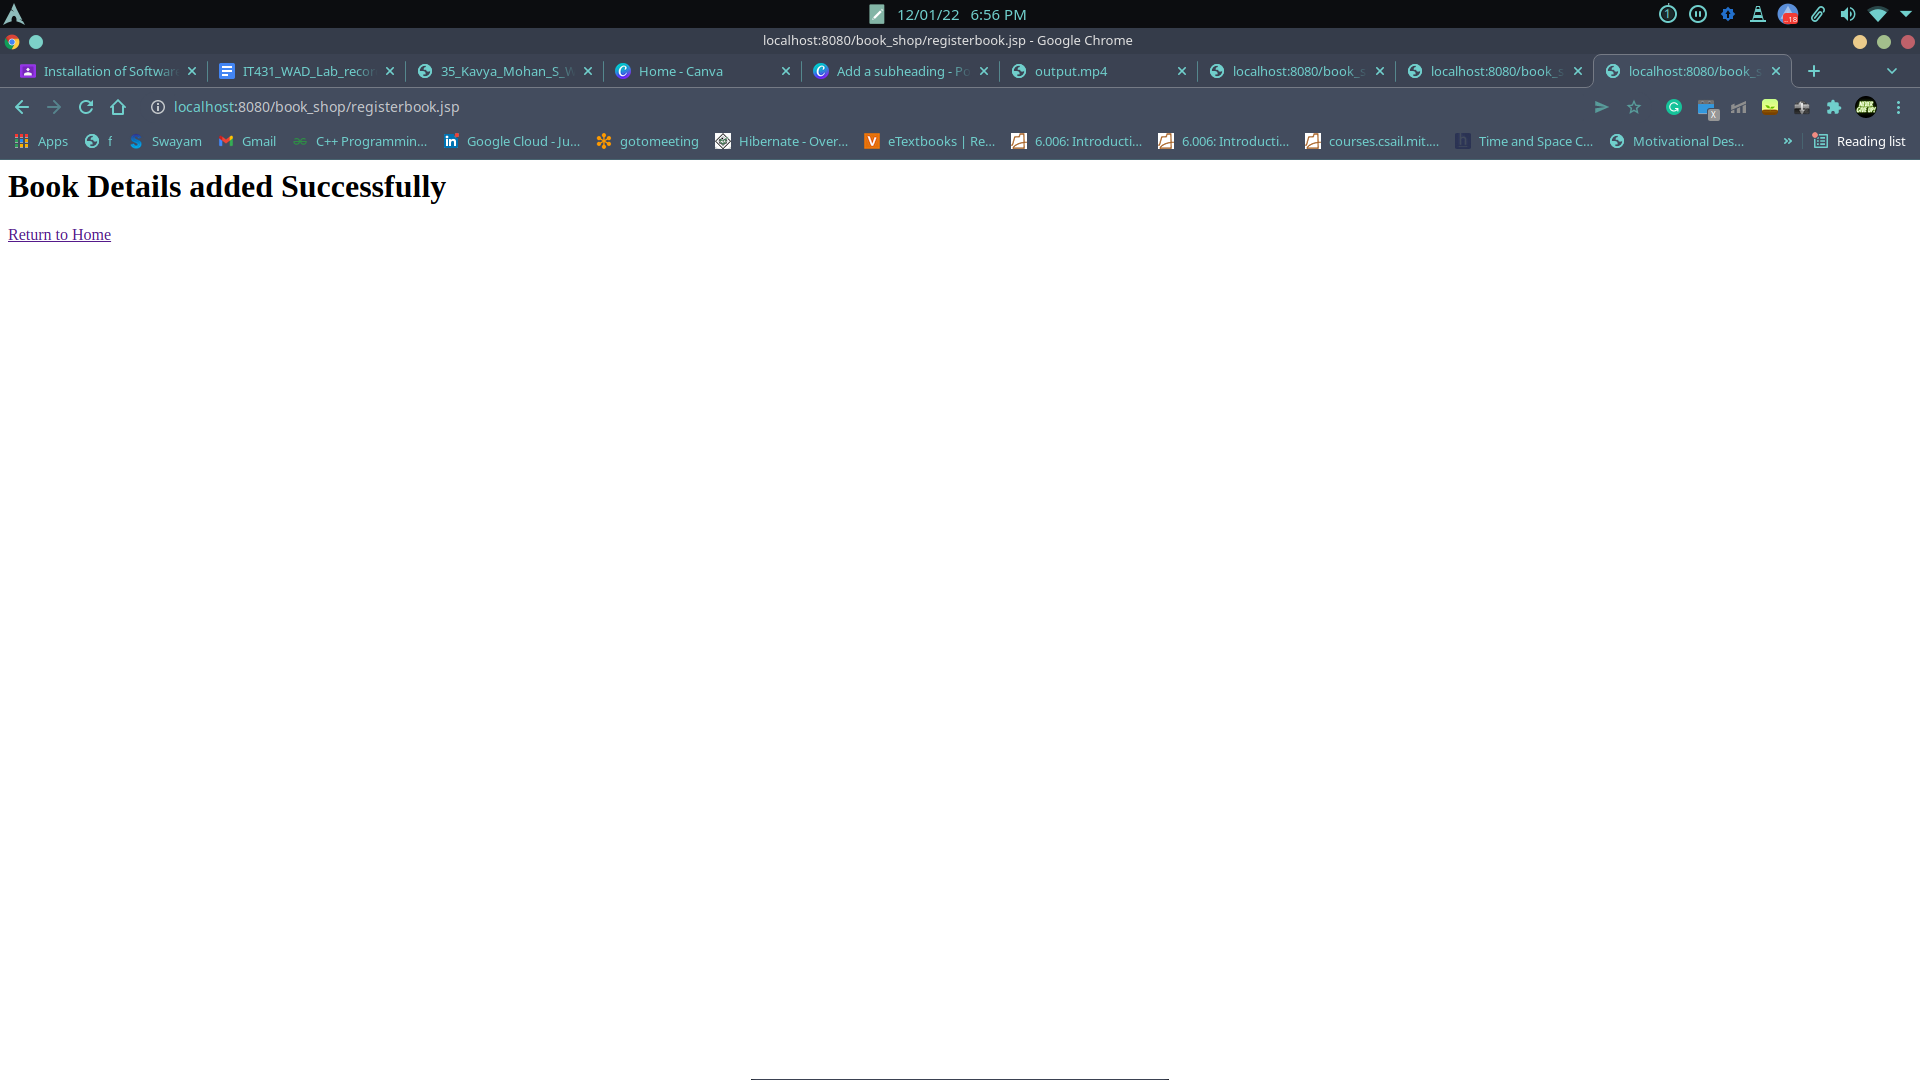 12/01/22 6:56 PM
localhost:8080/book_shop/registerbook.jsp - Google Chrome
Installation of Softwar
IT431_WAD_Lab_recor
35_Kavya_Mohan_S_W
Home - Canva
Add a subheading - Po
output.mp4
localhost:8080/book_s
localhost:8080/book_s
localhost:8080/book_s
localhost:8080/book_shop/registerbook.jsp
Apps
f
Swayam
Gmail
C++ Programmin...
Google Cloud - Ju...
gotomeeting
Hibernate - Over...
eTextbooks | Re...
6.006: Introducti...
6.006: Introducti...
courses.csail.mit....
Time and Space C...
Motivational Des...
»
Reading list
Book Details added Successfully
Return to Home